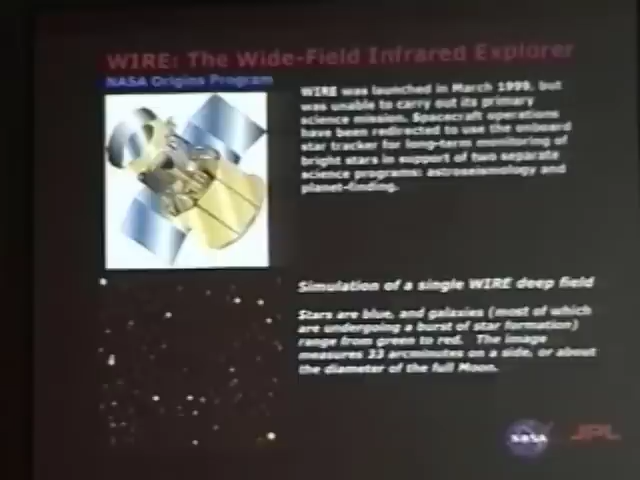 WIRE: The Wide-Field Infrared Explorer
NASA Origins Program
WIRE was launched in March 1999, but
was unable to carry out its primary
science mission. Spacecraft operations
have been redirected to use the onboard
star tracker for long-term monitoring of
bright stars in support of two separate
science programs: astroseismology and
planet-finding.
Simulation of a single WIRE deep field
Stars are blue, and galaxies (most of which
are undergoing a burst of star formation)
range from green to red. The image
measures 33 arcminutes on a side, or about
the diameter of the full Moon.
NASA
JPL